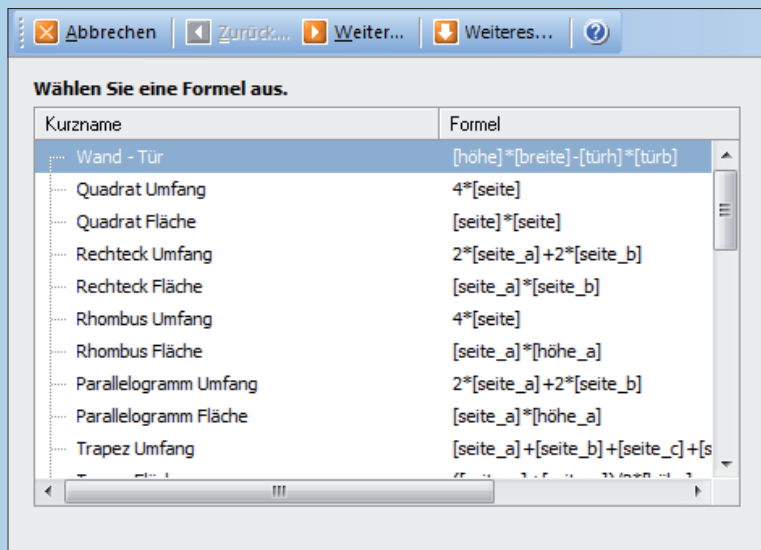 Abbrechen Zurück... Weiter... Weiteres...
Wählen Sie eine Formel aus.
Kurzname Formel
Wand - Tür [höhe]*[breite]-[türh]*[türb]
Quadrat Umfang 4*[seite]
Quadrat Fläche [seite]*[seite]
Rechteck Umfang 2*[seite_a]+2*[seite_b]
Rechteck Fläche [seite_a]*[seite_b]
Rhombus Umfang 4*[seite]
Rhombus Fläche [seite_a]*[höhe_a]
Parallelogramm Umfang 2*[seite_a]+2*[seite_b]
Parallelogramm Fläche [seite_a]*[höhe_a]
Trapez Umfang [seite_a]+[seite_b]+[seite_c]+[s